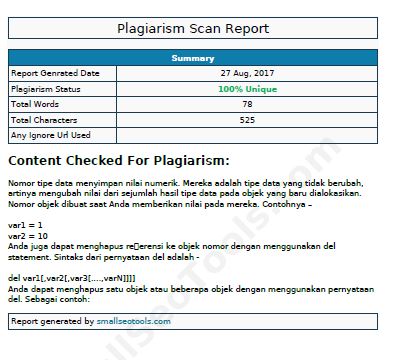 Plagiarism Scan Report
Summary
Report Genrated Date 27 Aug, 2017
Plagiarism Status 100% Unique
Total Words 78
Total Characters 525
Any Ignore Url Used
Content Checked For Plagiarism:
Nomor tipe data menyimpan nilai numerik. Mereka adalah tipe data yang tidak berubah,
artinya mengubah nilai dari sejumlah hasil tipe data pada objek yang baru dialokasikan.
Nomor objek dibuat saat Anda memberikan nilai pada mereka. Contohnya –
var1 = 1
var2 = 10
Anda juga dapat menghapus re▯erensi ke objek nomor dengan menggunakan del
statement. Sintaks dari pernyataan del adalah -
del var1[,var2[,var3[....,varN]]]]
Anda dapat menghapus satu objek atau beberapa objek dengan menggunakan pernyataan
del. Sebagai contoh:
Report generated by smallseotools.com